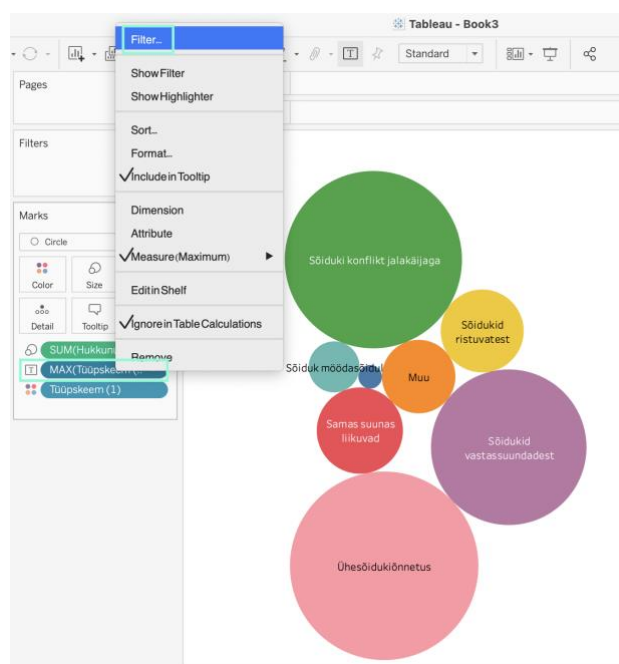 Tableau - Book3
Standard
Filter...
Show Filter
Show Highlighter
Sort...
Format...
Include in Tooltip
Dimension
Attribute
Measure (Maximum)
Edit in Shelf
Ignore in Table Calculations
Remove
Pages
Filters
Marks
Circle
Color
Size
Detail
Tooltip
SUM(Hukkun
T MAX(Tüüpskeem (..
Tüüpskeem (1)
Sõiduki konflikt jalakäijaga
Sõidukid
ristuvatest
Sõiduk möödasõidul
Muu
Samas suunas
liikuvad
Sõidukid
vastassuundadest
Ühesõidukiõnnetus